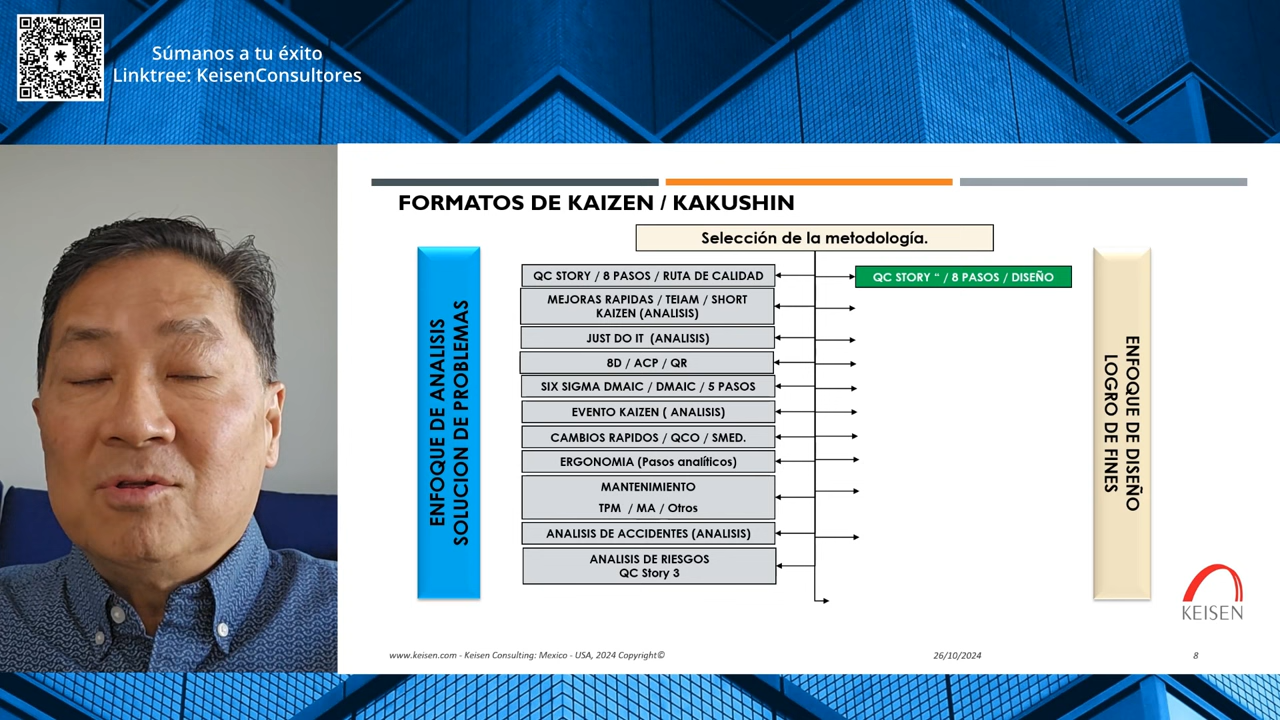 Súmanos a tu éxito
Linktree: KeisenConsultores
FORMATOS DE KAIZEN / KAKUSHIN
Selección de la metodología.
ENFOQUE DE ANALISIS
SOLUCION DE PROBLEMAS
QC STORY / 8 PASOS / RUTA DE CALIDAD
MEJORAS RAPIDAS / TEIAM / SHORT
KAIZEN (ANALISIS)
JUST DO IT (ANALISIS)
8D / ACP / QR
SIX SIGMA DMAIC / DMAIC / 5 PASOS
EVENTO KAIZEN ( ANALISIS)
CAMBIOS RAPIDOS / QCO / SMED.
ERGONOMIA (Pasos analíticos)
MANTENIMIENTO
TPM / MA / Otros
ANALISIS DE ACCIDENTES (ANALISIS)
ANALISIS DE RIESGOS
QC Story 3
QC STORY “ / 8 PASOS / DISEÑO
ENFOQUE DE DISEÑO
LOGRO DE FINES
KEISEN
www.keisen.com - Keisen Consulting: Mexico - USA, 2024 Copyright©
26/10/2024
8